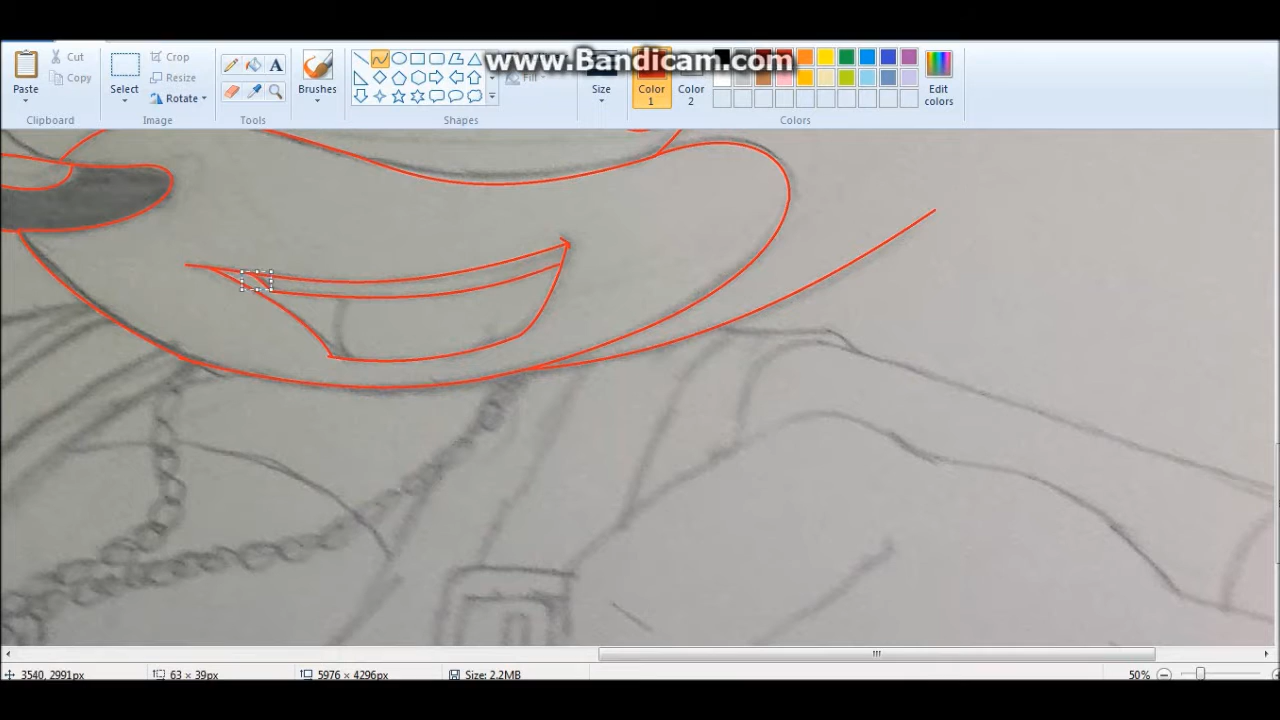 www.Bandicam.com
Cut
Copy
Paste
Clipboard
Crop
Resize
Rotate
Select
Image
A
Tools
Brushes
Fill
Shapes
Size
Color
1
Color
2
Edit
colors
Colors
3540, 2991px
63 × 39px
5976 × 4296px
Size: 2.2MB
50%